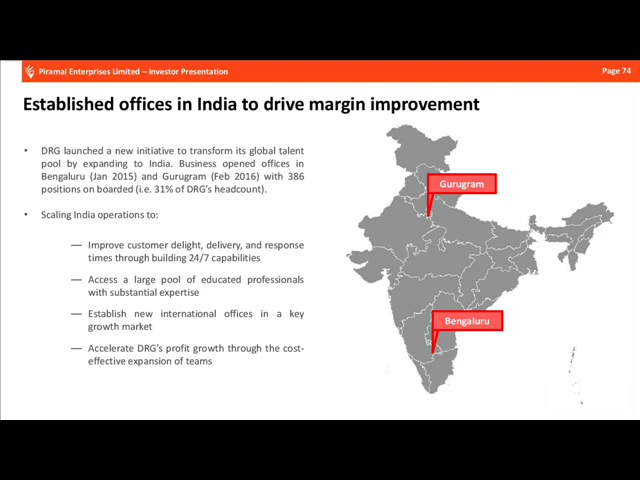 Piramal Enterprises Limited – Investor Presentation
Page 74
Established offices in India to drive margin improvement
• DRG launched a new initiative to transform its global talent
pool by expanding to India. Business opened offices in
Bengaluru (Jan 2015) and Gurugram (Feb 2016) with 386
positions on boarded (i.e. 31% of DRG's headcount).
• Scaling India operations to:
— Improve customer delight, delivery, and response
times through building 24/7 capabilities
— Access a large pool of educated professionals
with substantial expertise
— Establish new international offices in a key
growth market
— Accelerate DRG's profit growth through the cost-
effective expansion of teams
Gurugram
Bengaluru